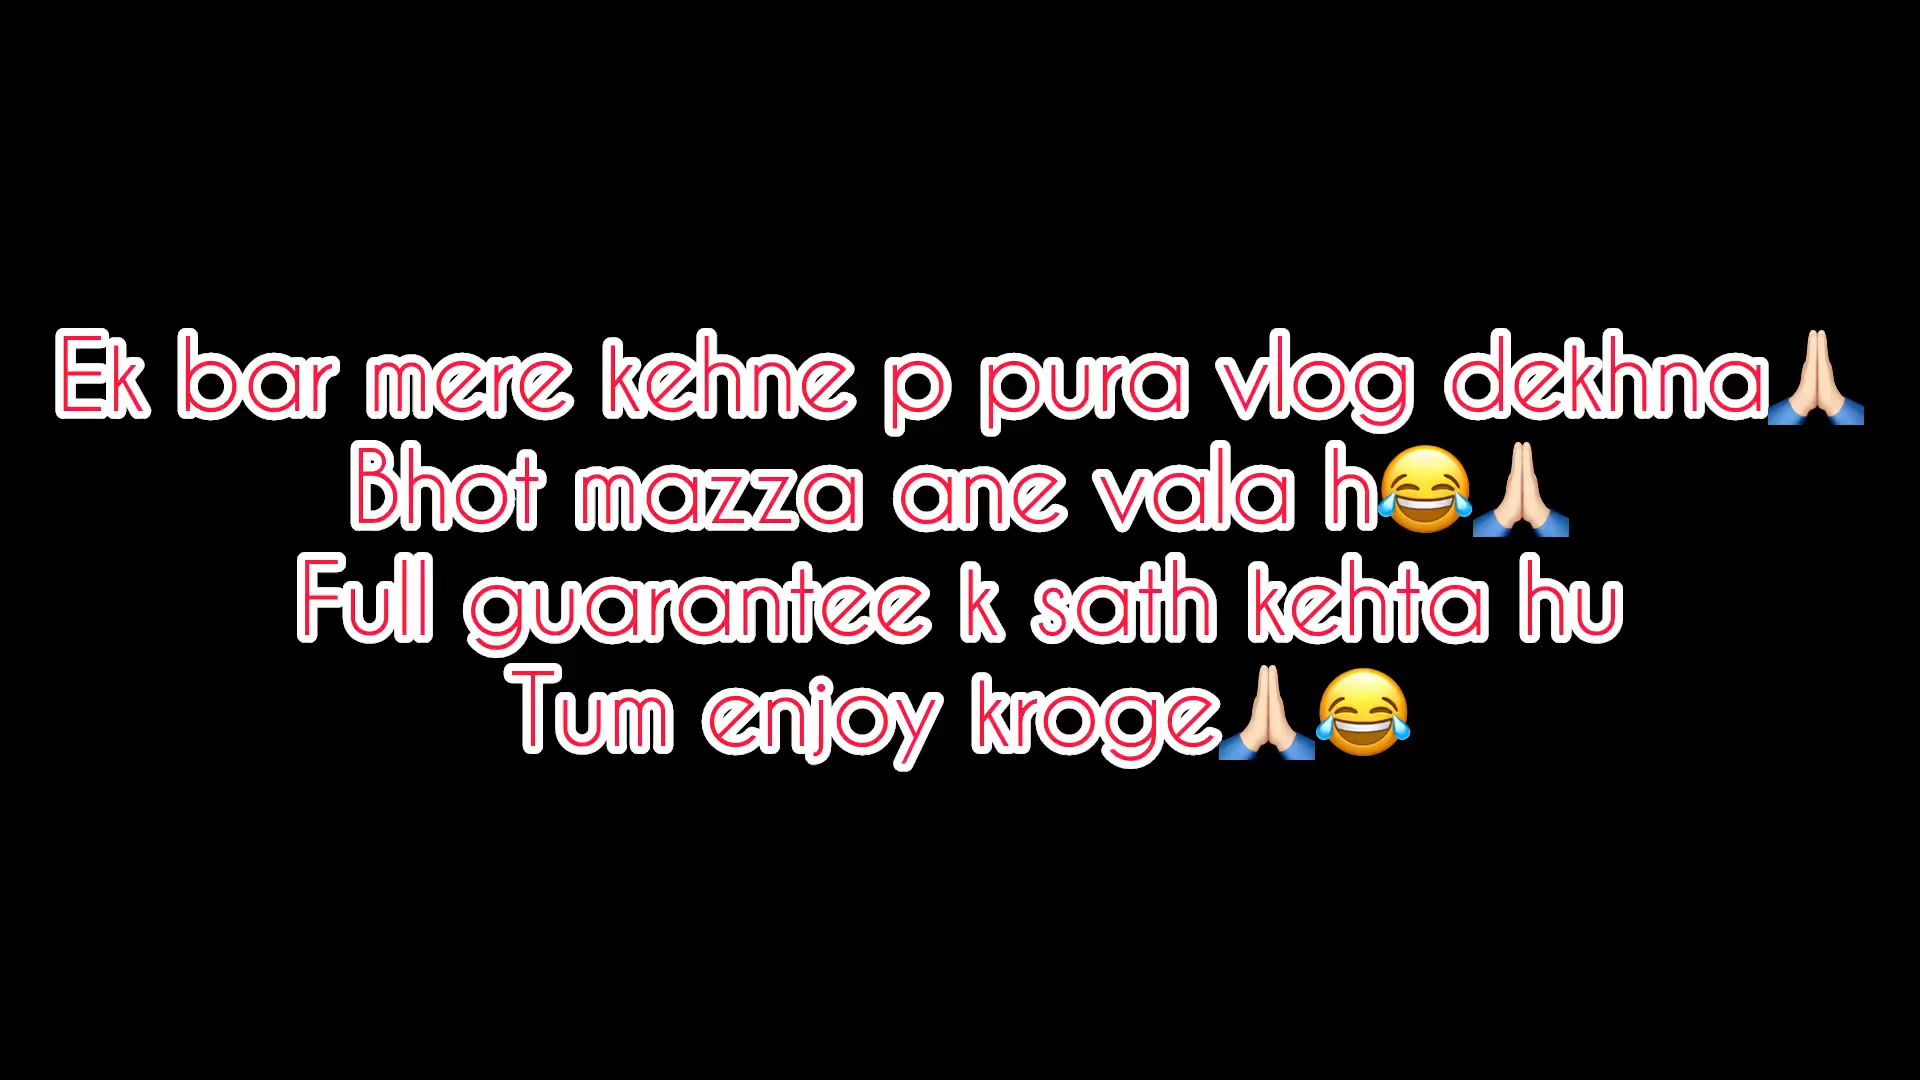 Ek bar mere kehne p pura vlog dekhna🙏🏻
Bhot mazza ane vala h😂🙏🏻
Full guarantee k sath kehta hu
Tum enjoy kroge🙏🏻😂